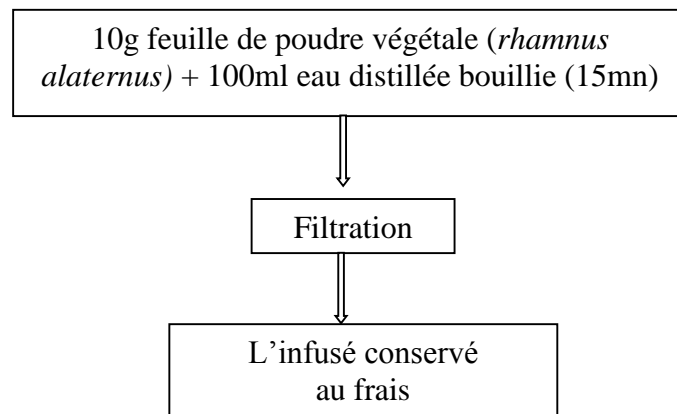 10g feuille de poudre végétale (rhamnus
alaternus) + 100ml eau distillée bouillie (15mn)
Filtration
L’infusé conservé
au frais